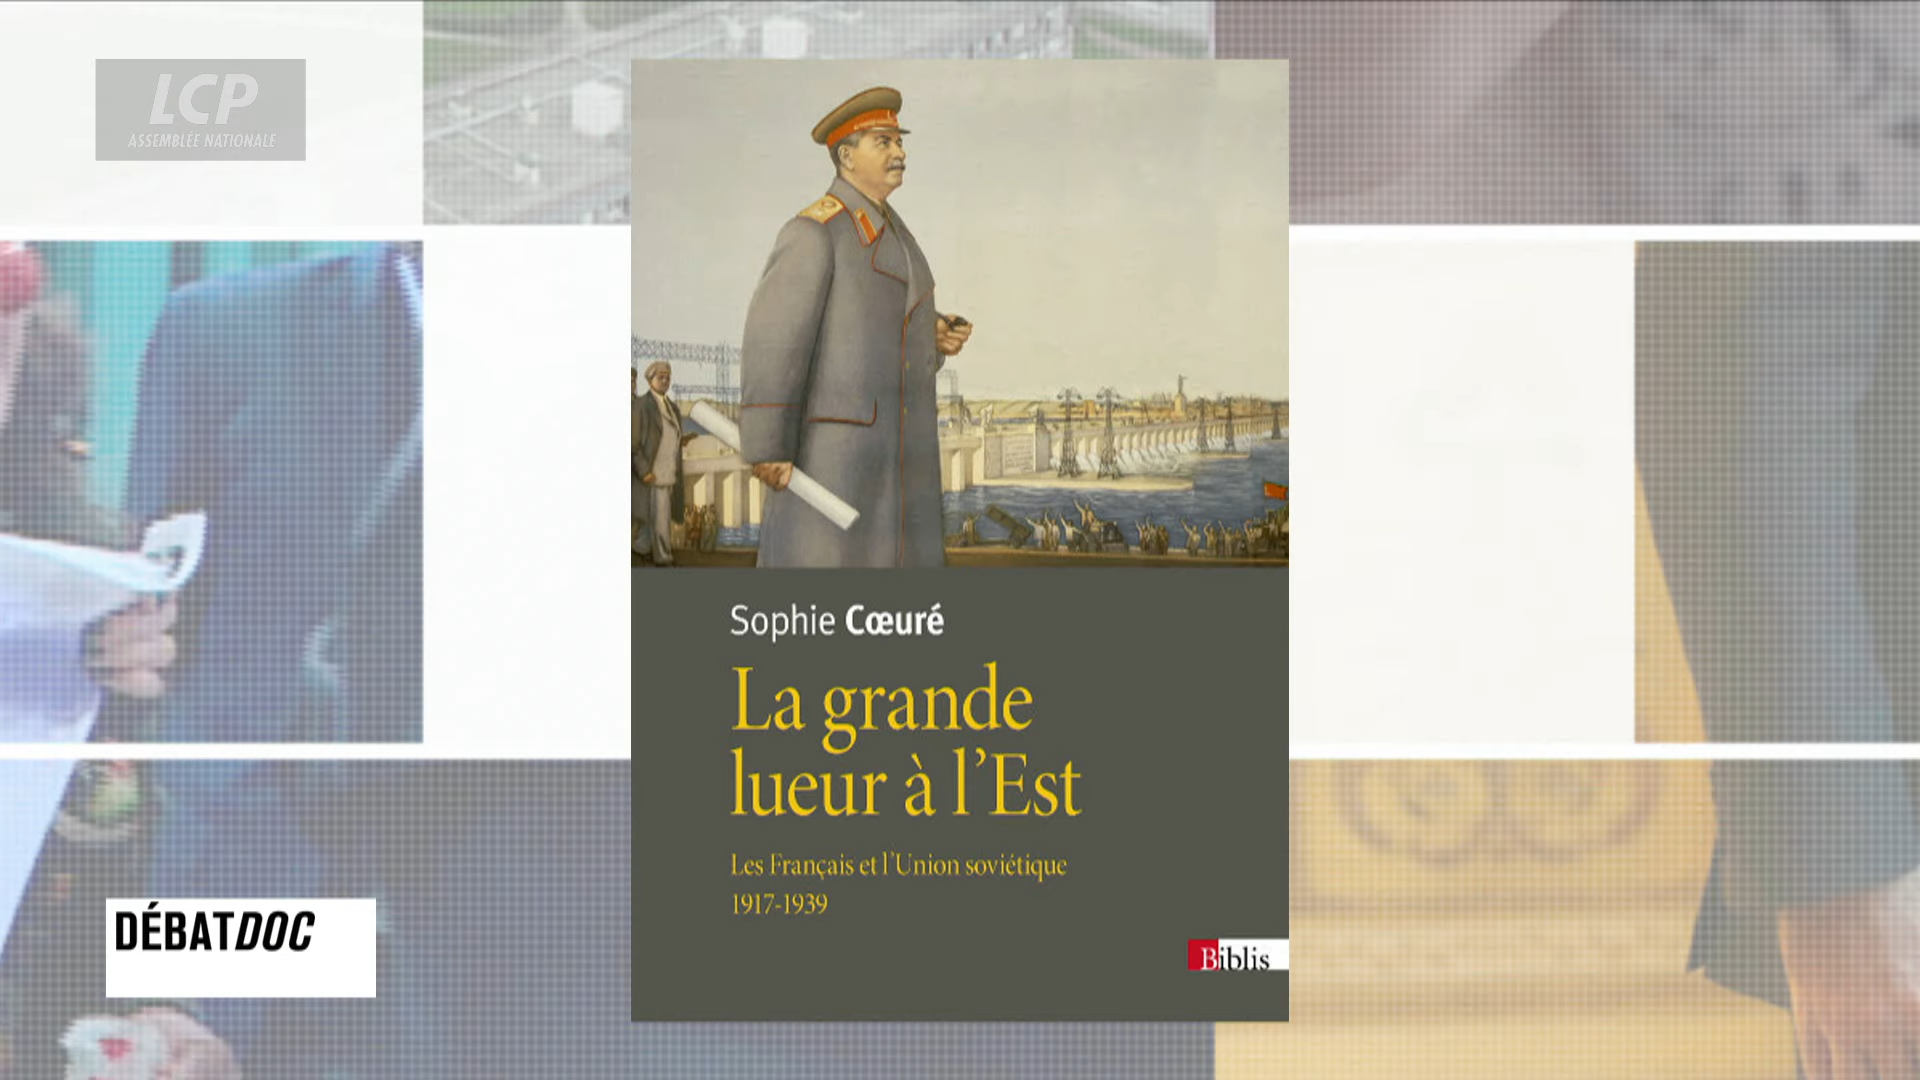 LCP
ASSEMBLÉE NATIONALE
Sophie Cœuré
La grande
lueur à l'Est
Les Français et l'Union soviétique
1917-1939
Biblis
DÉBATDOC